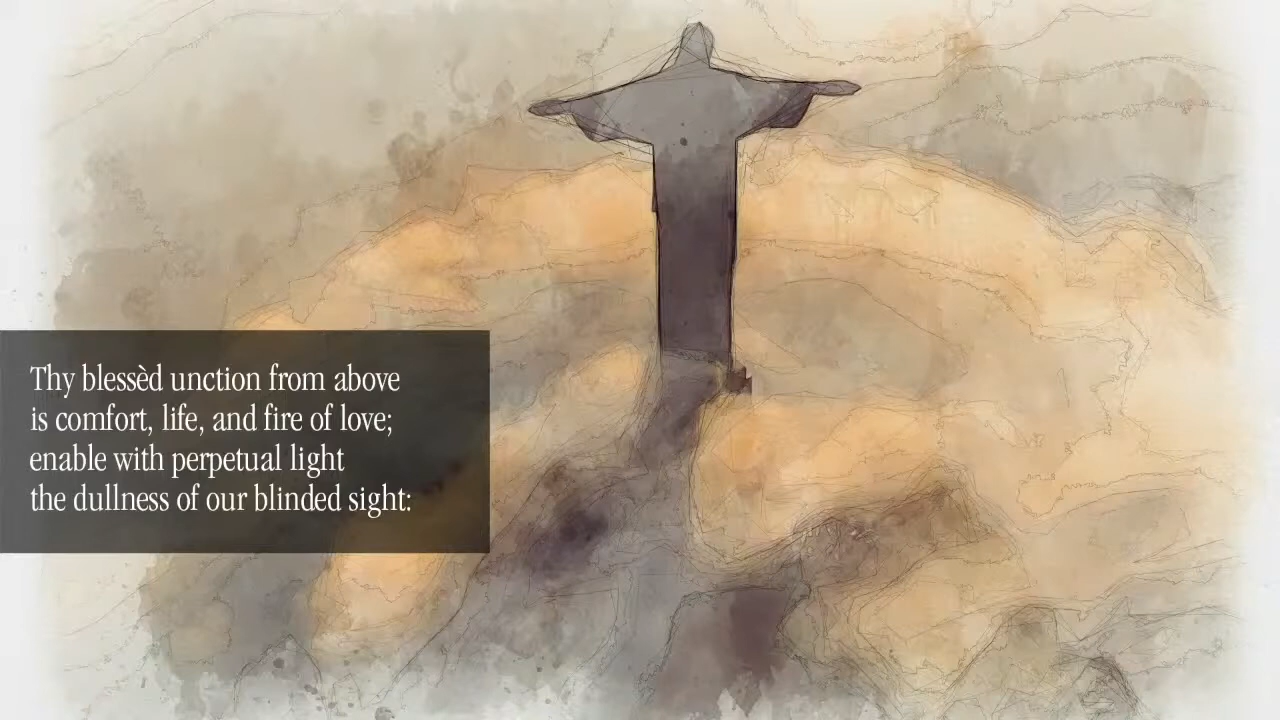 Thy blessèd unction from above
is comfort, life, and fire of love;
enable with perpetual light
the dullness of our blinded sight: